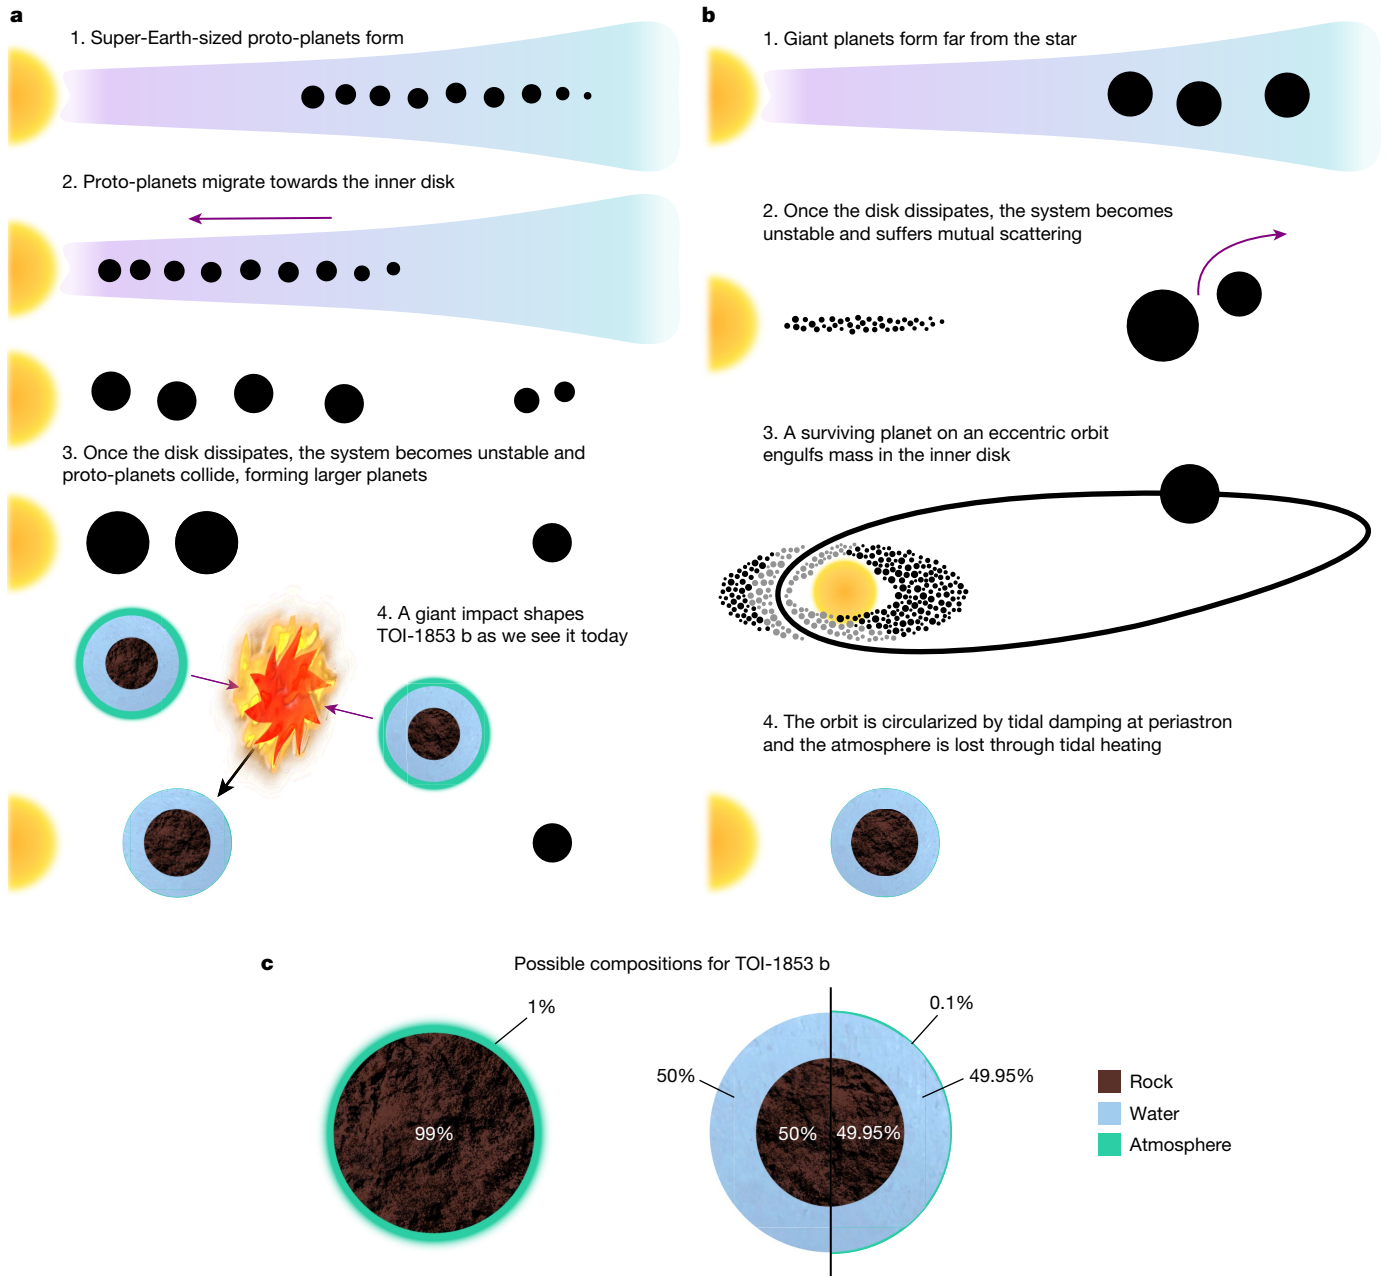 a
1. Super-Earth-sized proto-planets form
2. Proto-planets migrate towards the inner disk
3. Once the disk dissipates, the system becomes unstable and
proto-planets collide, forming larger planets
4. A giant impact shapes
TOI-1853 b as we see it today
b
1. Giant planets form far from the star
2. Once the disk dissipates, the system becomes
unstable and suffers mutual scattering
3. A surviving planet on an eccentric orbit
engulfs mass in the inner disk
4. The orbit is circularized by tidal damping at periastron
and the atmosphere is lost through tidal heating
c
Possible compositions for TOI-1853 b
1%
99%
0.1%
50%
49.95%
50%
49.95%
Rock
Water
Atmosphere